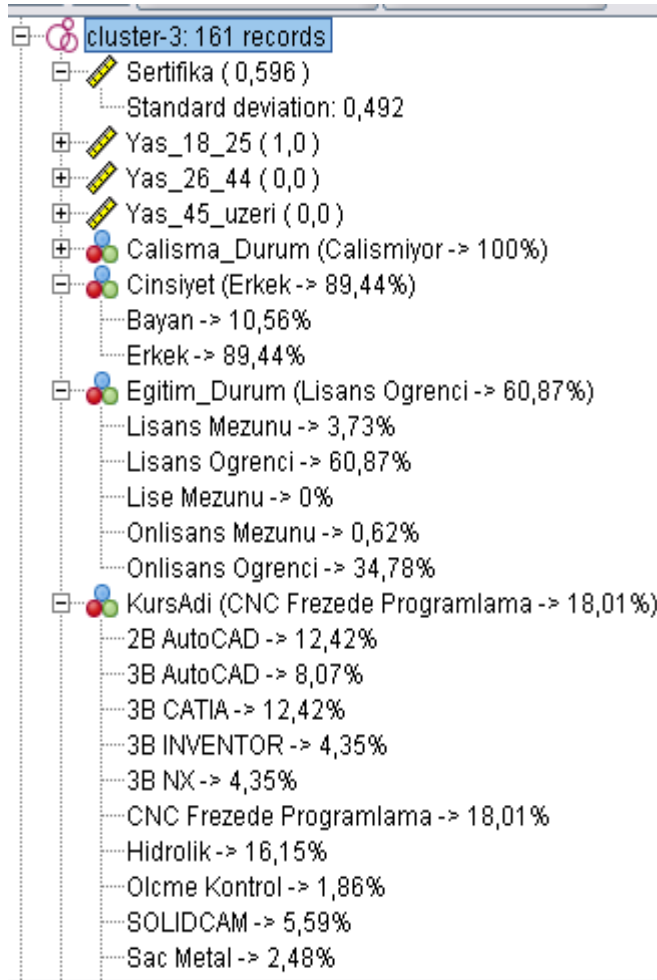 cluster-3: 161 records
Sertifika ( 0,596 )
Standard deviation: 0,492
Yas_18_25 ( 1,0 )
Yas_26_44 ( 0,0 )
Yas_45_uzeri ( 0,0 )
Calisma_Durum (Calismiyor -> 100%)
Cinsiyet (Erkek -> 89,44%)
Bayan -> 10,56%
Erkek -> 89,44%
Egitim_Durum (Lisans Ogrenci -> 60,87%)
Lisans Mezunu -> 3,73%
Lisans Ogrenci -> 60,87%
Lise Mezunu -> 0%
Onlisans Mezunu -> 0,62%
Onlisans Ogrenci -> 34,78%
KursAdi (CNC Frezede Programlama -> 18,01%)
2B AutoCAD -> 12,42%
3B AutoCAD -> 8,07%
3B CATIA -> 12,42%
3B INVENTOR -> 4,35%
3B NX -> 4,35%
CNC Frezede Programlama -> 18,01%
Hidrolik -> 16,15%
Olcme Kontrol -> 1,86%
SOLIDCAM -> 5,59%
Sac Metal -> 2,48%